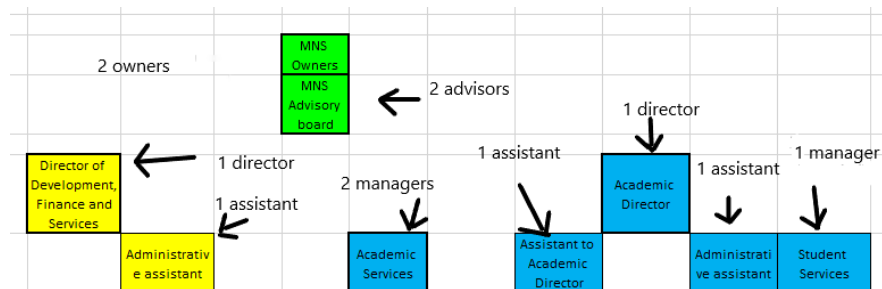 MNS
Owners
2 owners
MNS
Advisory
board
2 advisors
1 director
1 assistant
1 manager
1 director
1 assistant
2 managers
1 assistant
Director of
Development,
Finance and
Services
Academic
Director
Administrativ
e assistant
Academic
Services
Assistant to
Academic
Director
Administrati
ve assistant
Student
Services